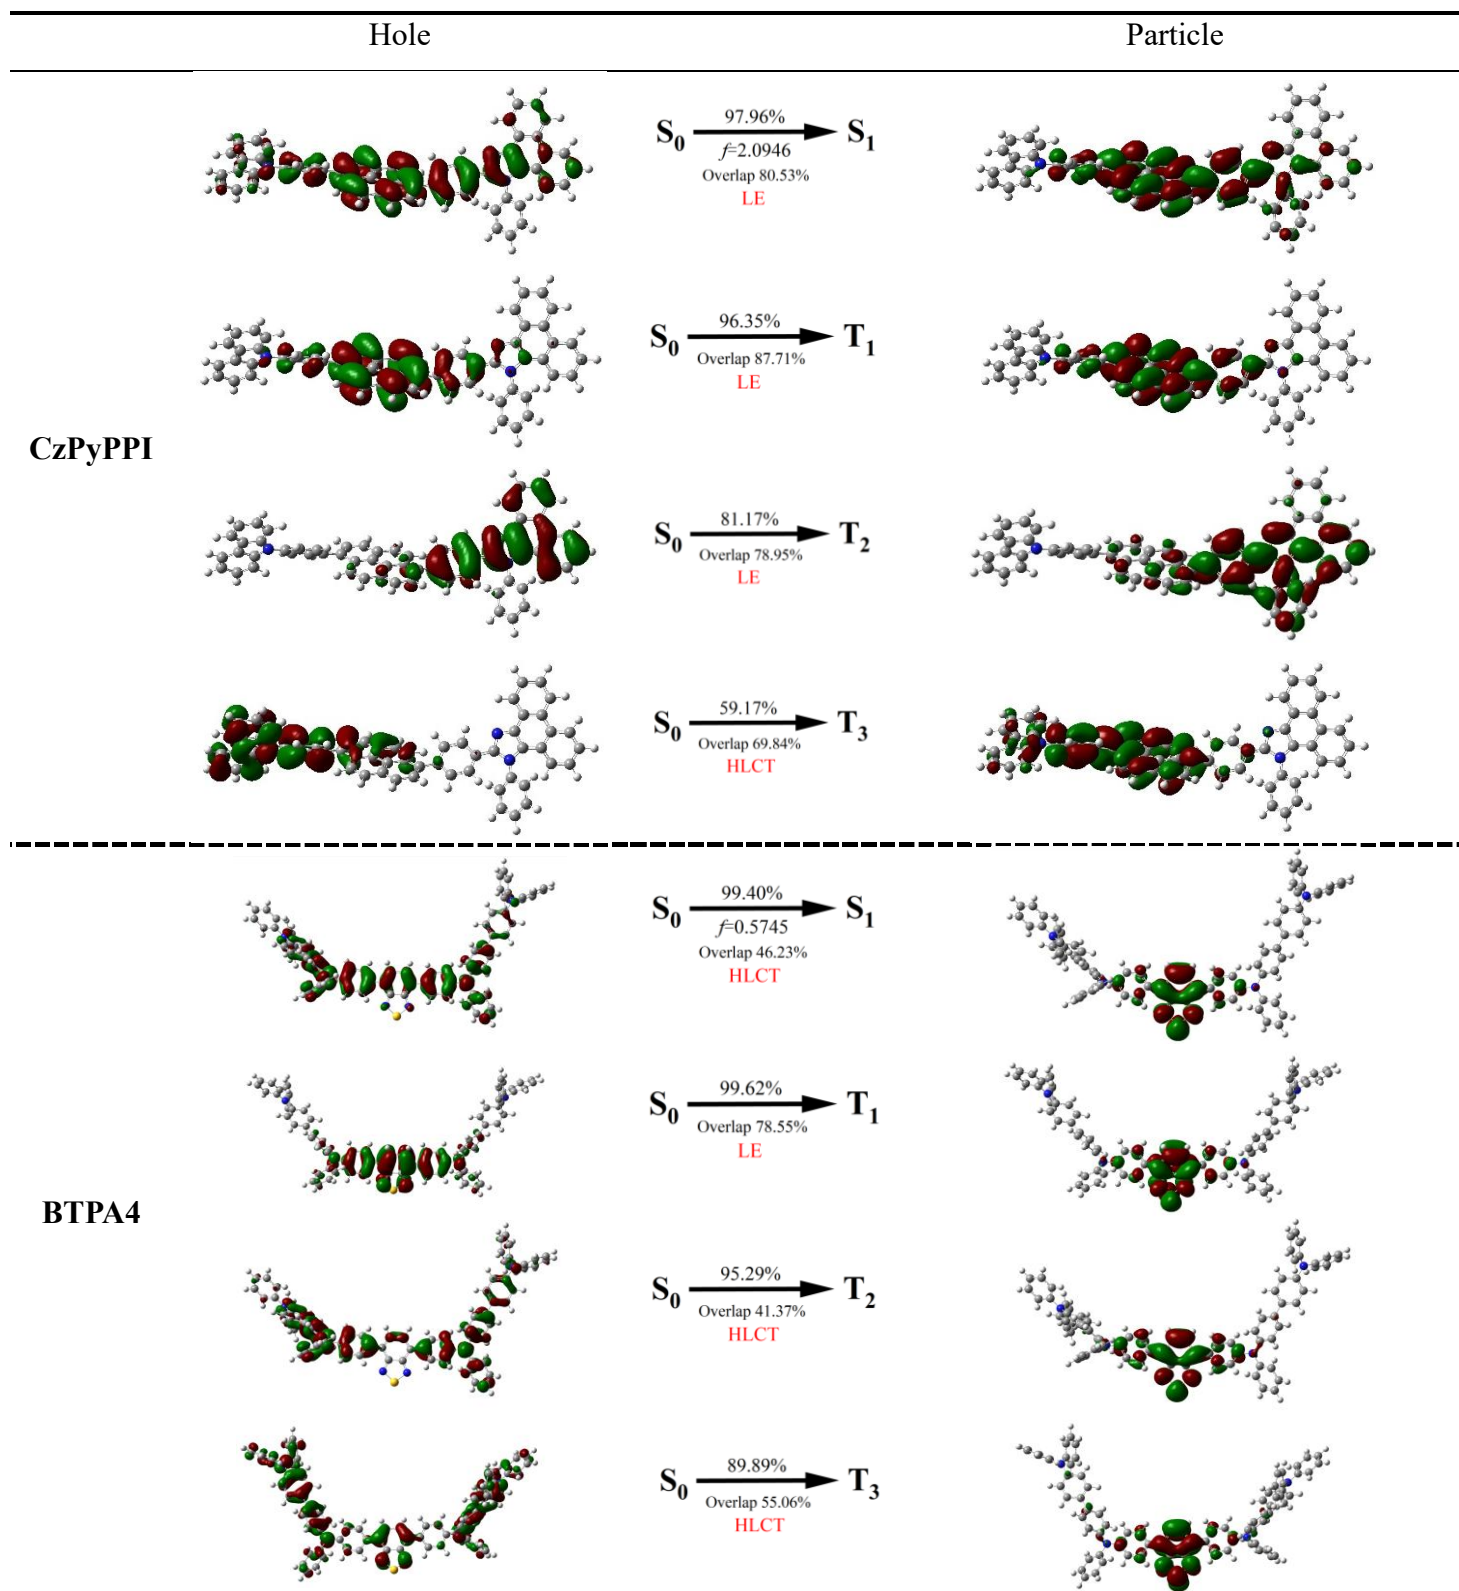 Hole Particle
97.96%
S0 S1
f=2.0946
Overlap 80.53%
LE
96.35%
S0 T1
Overlap 87.71%
LE
CzPyPPI
81.17%
S0 T2
Overlap 78.95%
LE
59.17%
S0 T3
Overlap 69.84%
HLCT
99.40%
S0 S1
f=0.5745
Overlap 46.23%
HLCT
99.62%
S0 T1
Overlap 78.55%
LE
BTPA4
95.29%
S0 T2
Overlap 41.37%
HLCT
89.89%
S0 T3
Overlap 55.06%
HLCT